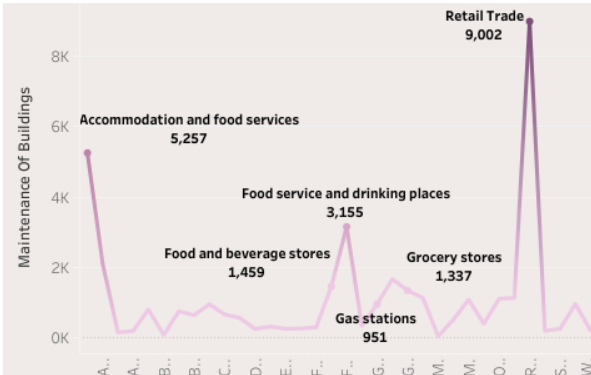 Retail Trade
9,002
8K
Accommodation and food services
5,257
6K
Maintenance Of Buildings
4K
Food service and drinking places
3,155
Food and beverage stores
1,459
Grocery stores
1,337
2K
Gas stations
951
0K
A..
A..
B..
B..
C..
D..
E..
F..
F..
G..
G..
M.
M.
O..
R..
S..
W